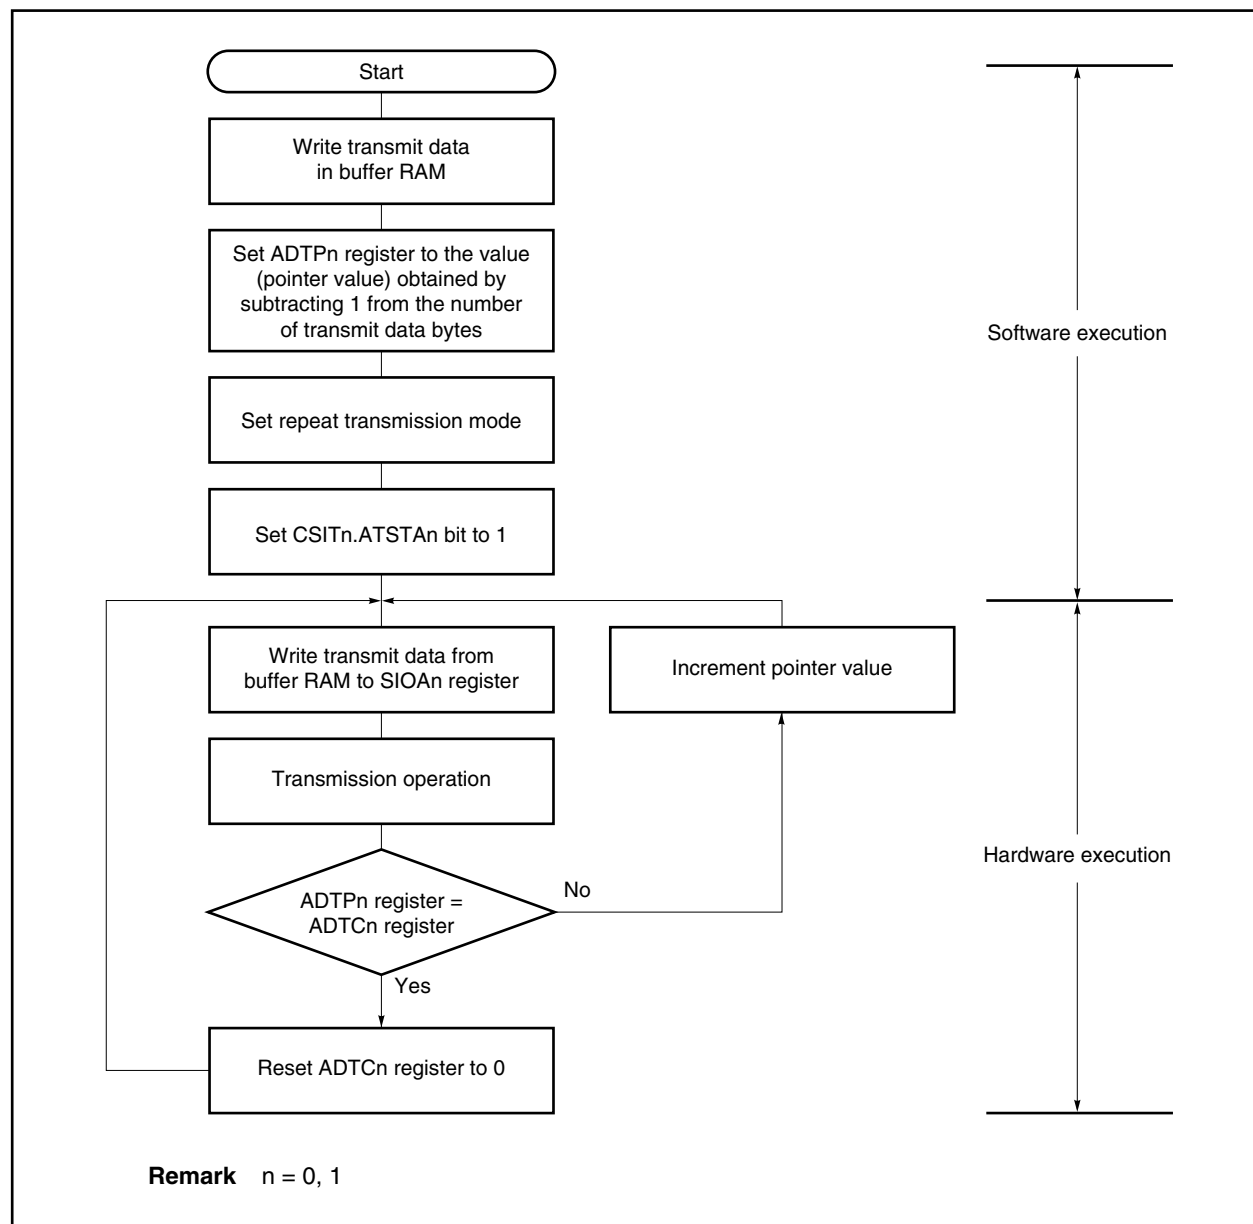 Start
Write transmit data
in buffer RAM
Set ADTPn register to the value
(pointer value) obtained by
subtracting 1 from the number
of transmit data bytes
Software execution
Set repeat transmission mode
Set CSITn.ATSTAn bit to 1
Write transmit data from
buffer RAM to SIOAn register
Increment pointer value
Transmission operation
Hardware execution
ADTPn register =
ADTCn register
No
Yes
Reset ADTCn register to 0
Remark n = 0, 1